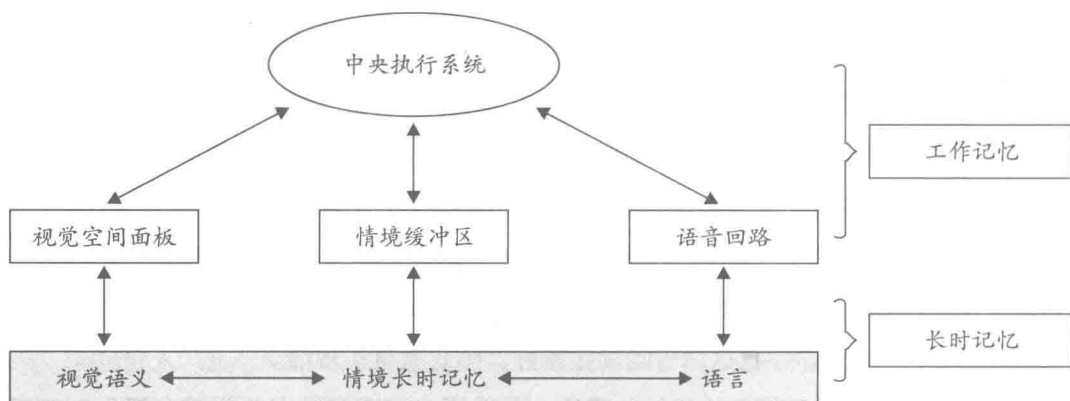 中央执行系统
工作记忆
视觉空间面板
情境缓冲区
语音回路
长时记忆
视觉语义
情境长时记忆
语言